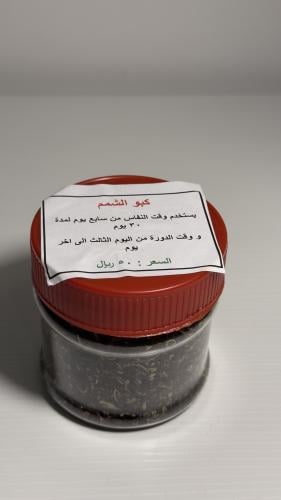 كبو الشمم
يستخدم وقت النفاس من سابع يوم لمدة
٣٠ يوم
و وقت الدورة من اليوم الثالث الى اخر
يوم
السعر : ٥٠ ريال